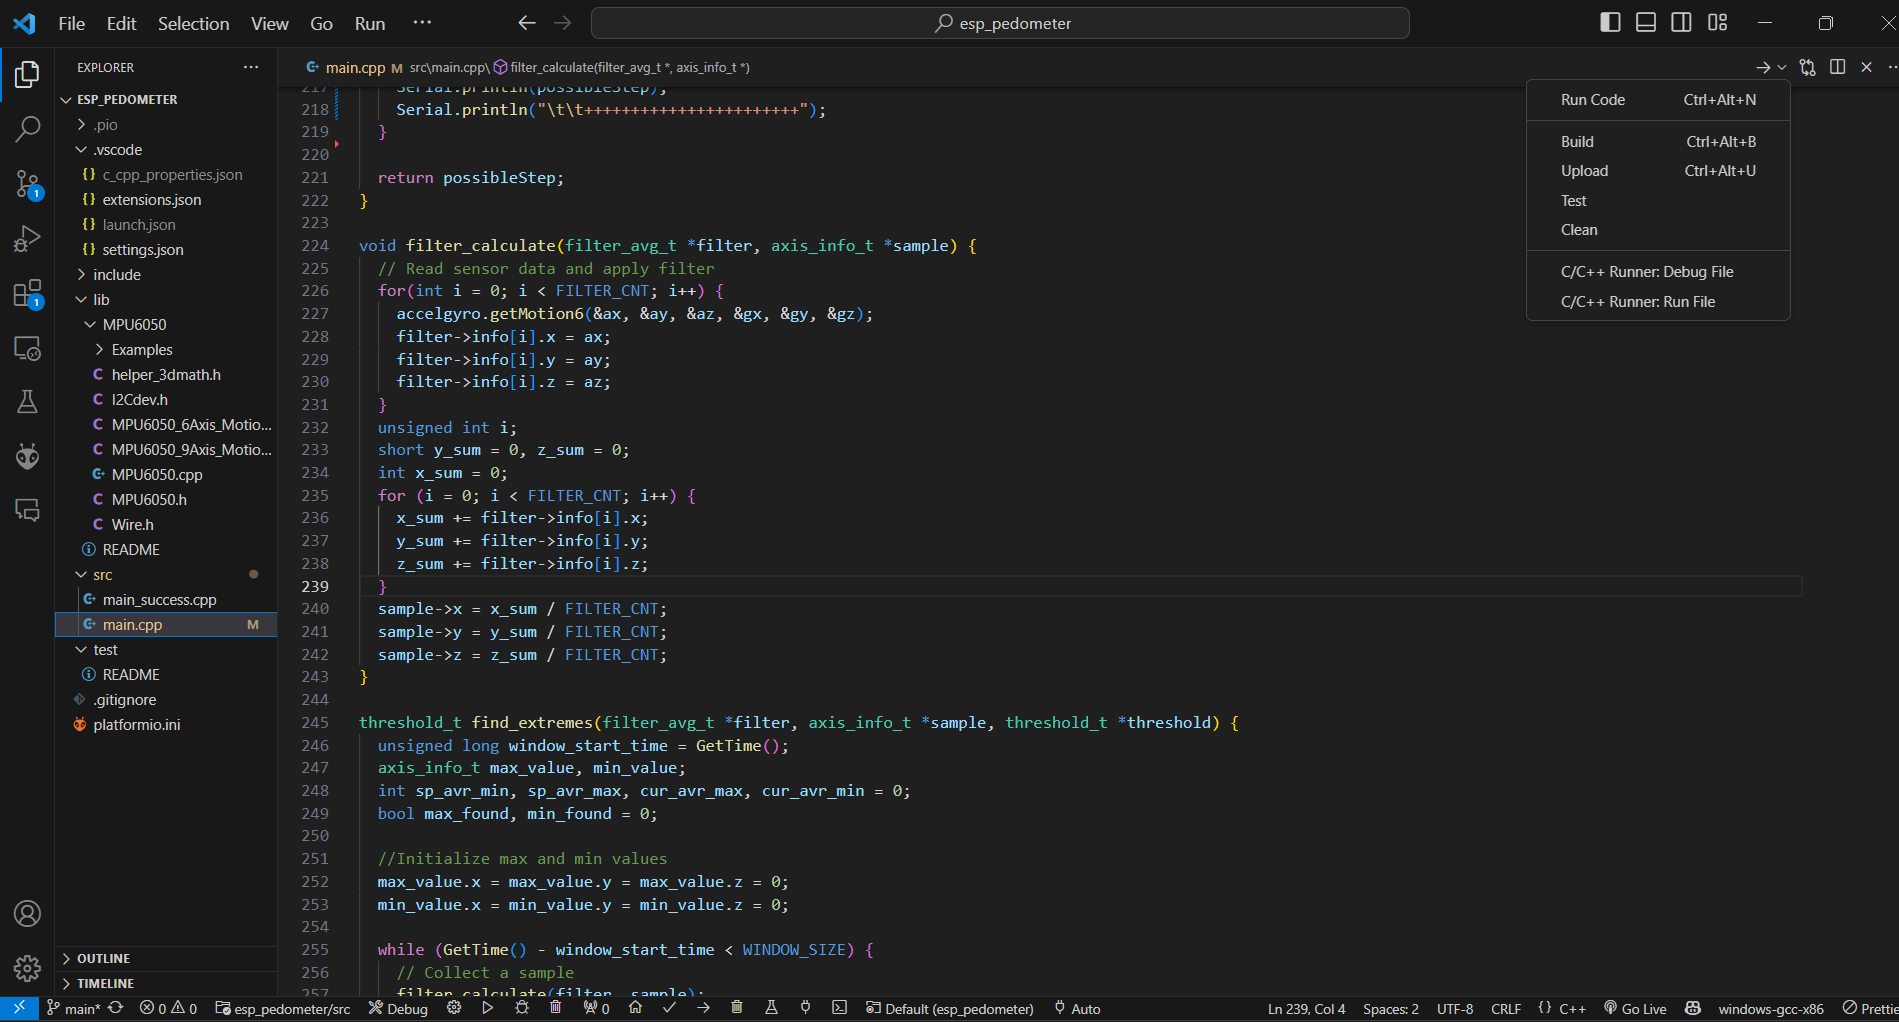 File Edit Selection View Go Run ···
esp_pedometer
EXPLORER
ESP_PEDOMETER
.pio
.vscode
{} c_cpp_properties.json
{} extensions.json
{} launch.json
{} settings.json
include
lib
MPU6050
Examples
C helper_3dmath.h
C I2Cdev.h
C MPU6050_6Axis_Motio...
C MPU6050_9Axis_Motio...
MPU6050.cpp
C MPU6050.h
C Wire.h
README
src
main_success.cpp
main.cpp M
test
README
.gitignore
platformio.ini
OUTLINE
TIMELINE
1
1
main.cpp M src\main.cpp\ filter_calculate(filter_avg_t *, axis_info_t *)
217 Serial.println(possibleStep);
218 Serial.println("\t\t+++++++++++++++++++++++");
219 }
220
221 return possibleStep;
222 }
223
224 void filter_calculate(filter_avg_t *filter, axis_info_t *sample) {
225 // Read sensor data and apply filter
226 for(int i = 0; i < FILTER_CNT; i++) {
227 accelgyro.getMotion6(&ax, &ay, &az, &gx, &gy, &gz);
228 filter->info[i].x = ax;
229 filter->info[i].y = ay;
230 filter->info[i].z = az;
231 }
232 unsigned int i;
233 short y_sum = 0, z_sum = 0;
234 int x_sum = 0;
235 for (i = 0; i < FILTER_CNT; i++) {
236 x_sum += filter->info[i].x;
237 y_sum += filter->info[i].y;
238 z_sum += filter->info[i].z;
239 }
240 sample->x = x_sum / FILTER_CNT;
241 sample->y = y_sum / FILTER_CNT;
242 sample->z = z_sum / FILTER_CNT;
243 }
244
245 threshold_t find_extremes(filter_avg_t *filter, axis_info_t *sample, threshold_t *threshold) {
246 unsigned long window_start_time = GetTime();
247 axis_info_t max_value, min_value;
248 int sp_avr_min, sp_avr_max, cur_avr_max, cur_avr_min = 0;
249 bool max_found, min_found = 0;
250
251 //Initialize max and min values
252 max_value.x = max_value.y = max_value.z = 0;
253 min_value.x = min_value.y = min_value.z = 0;
254
255 while (GetTime() - window_start_time < WINDOW_SIZE) {
256 // Collect a sample
257 filter_calculate(filter, sample);
Run Code Ctrl+Alt+N
Build Ctrl+Alt+B
Upload Ctrl+Alt+U
Test
Clean
C/C++ Runner: Debug File
C/C++ Runner: Run File
main* 0 0 esp_pedometer/src Debug 0 Default (esp_pedometer) Auto Ln 239, Col 4 Spaces: 2 UTF-8 CRLF {} C++ Go Live windows-gcc-x86 Prettie